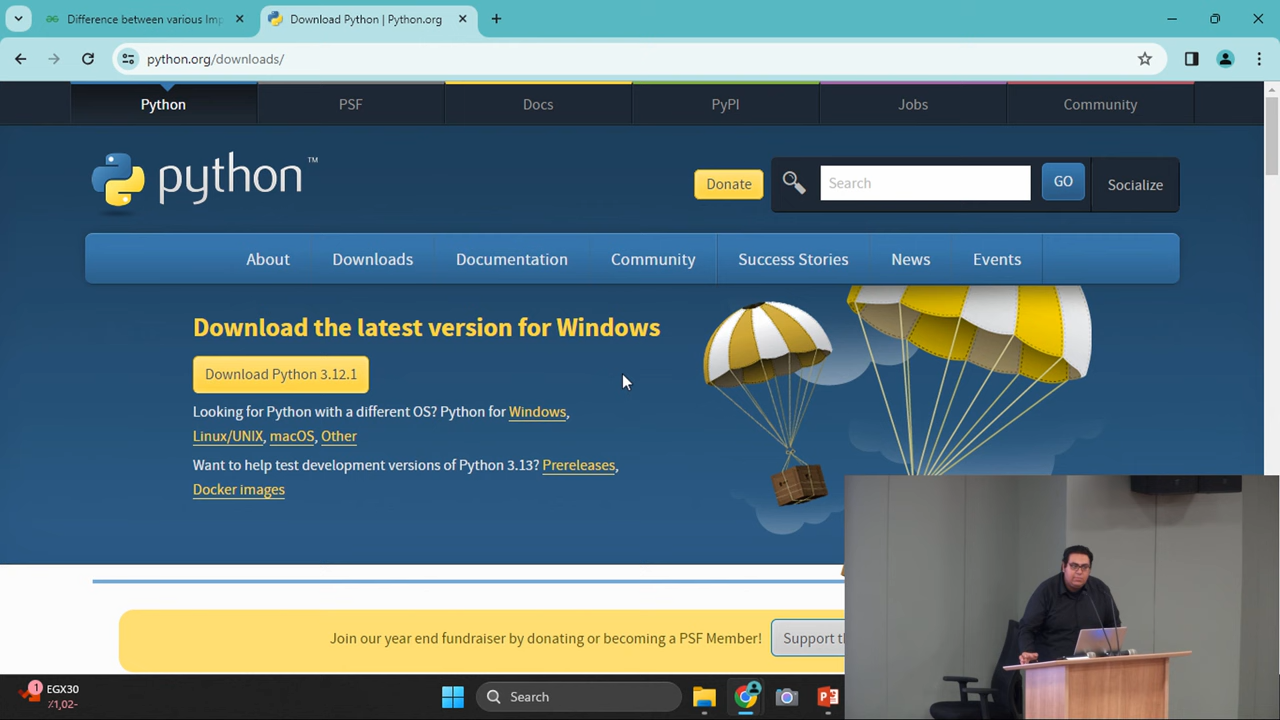 Difference between various Imp
Download Python | Python.org
python.org/downloads/
Python
PSF
Docs
PyPI
Jobs
Community
python™
Donate
Search
GO
Socialize
About
Downloads
Documentation
Community
Success Stories
News
Events
Download the latest version for Windows
Download Python 3.12.1
Looking for Python with a different OS? Python for Windows,
Linux/UNIX, macOS, Other
Want to help test development versions of Python 3.13? Prereleases,
Docker images
Join our year end fundraiser by donating or becoming a PSF Member!
Support th
1
EGX30
٪1,02-
Search